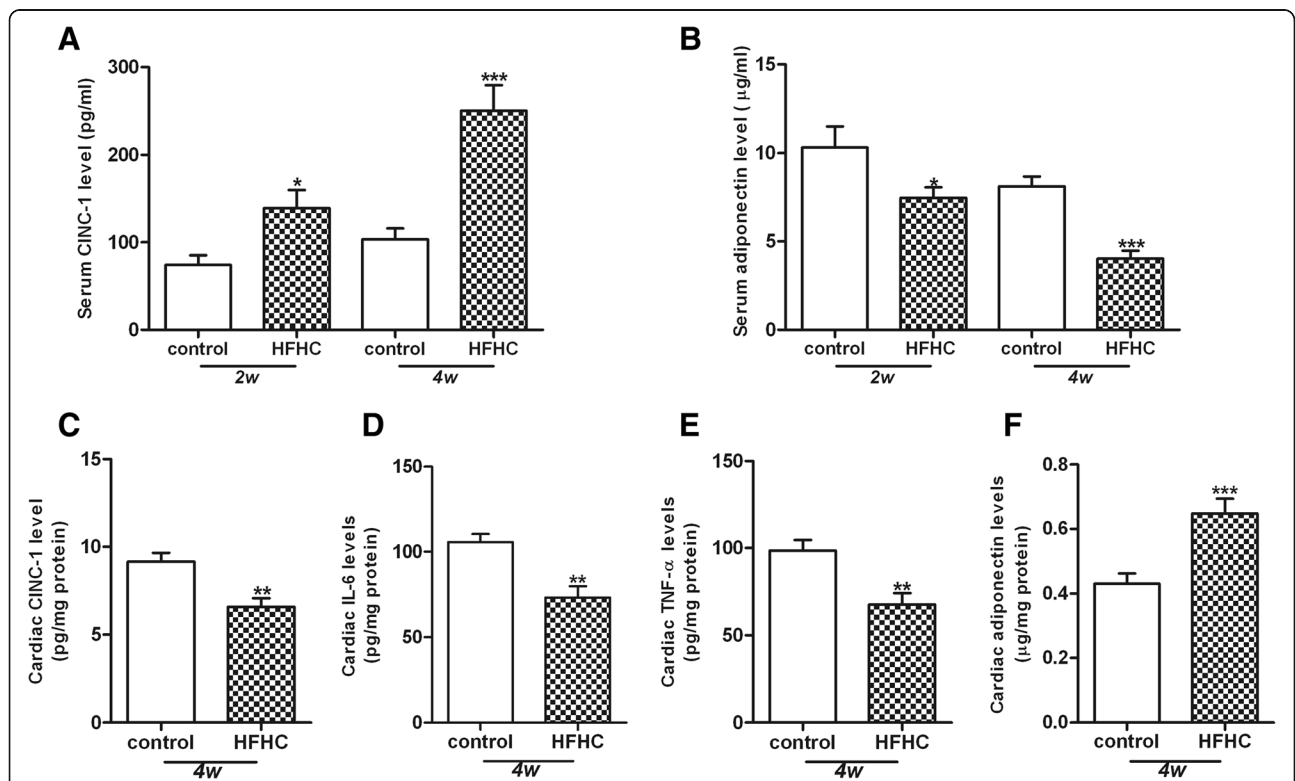 A
Serum CINC-1 level (pg/ml)
300
200
100
0
*
***
control
HFHC
control
HFHC
2w
4w
B
Serum adiponectin level ( μg/ml)
15
10
5
0
*
***
control
HFHC
control
HFHC
2w
4w
C
Cardiac CINC-1 level
(pg/mg protein)
15
10
5
0
**
control
HFHC
4w
D
Cardiac IL-6 levels
(pg/mg protein)
150
100
50
0
**
control
HFHC
4w
E
Cardiac TNF-α levels
(pg/mg protein)
150
100
50
0
**
control
HFHC
4w
F
Cardiac adiponectin levels
(μg/mg protein)
0.8
0.6
0.4
0.2
0.0
***
control
HFHC
4w